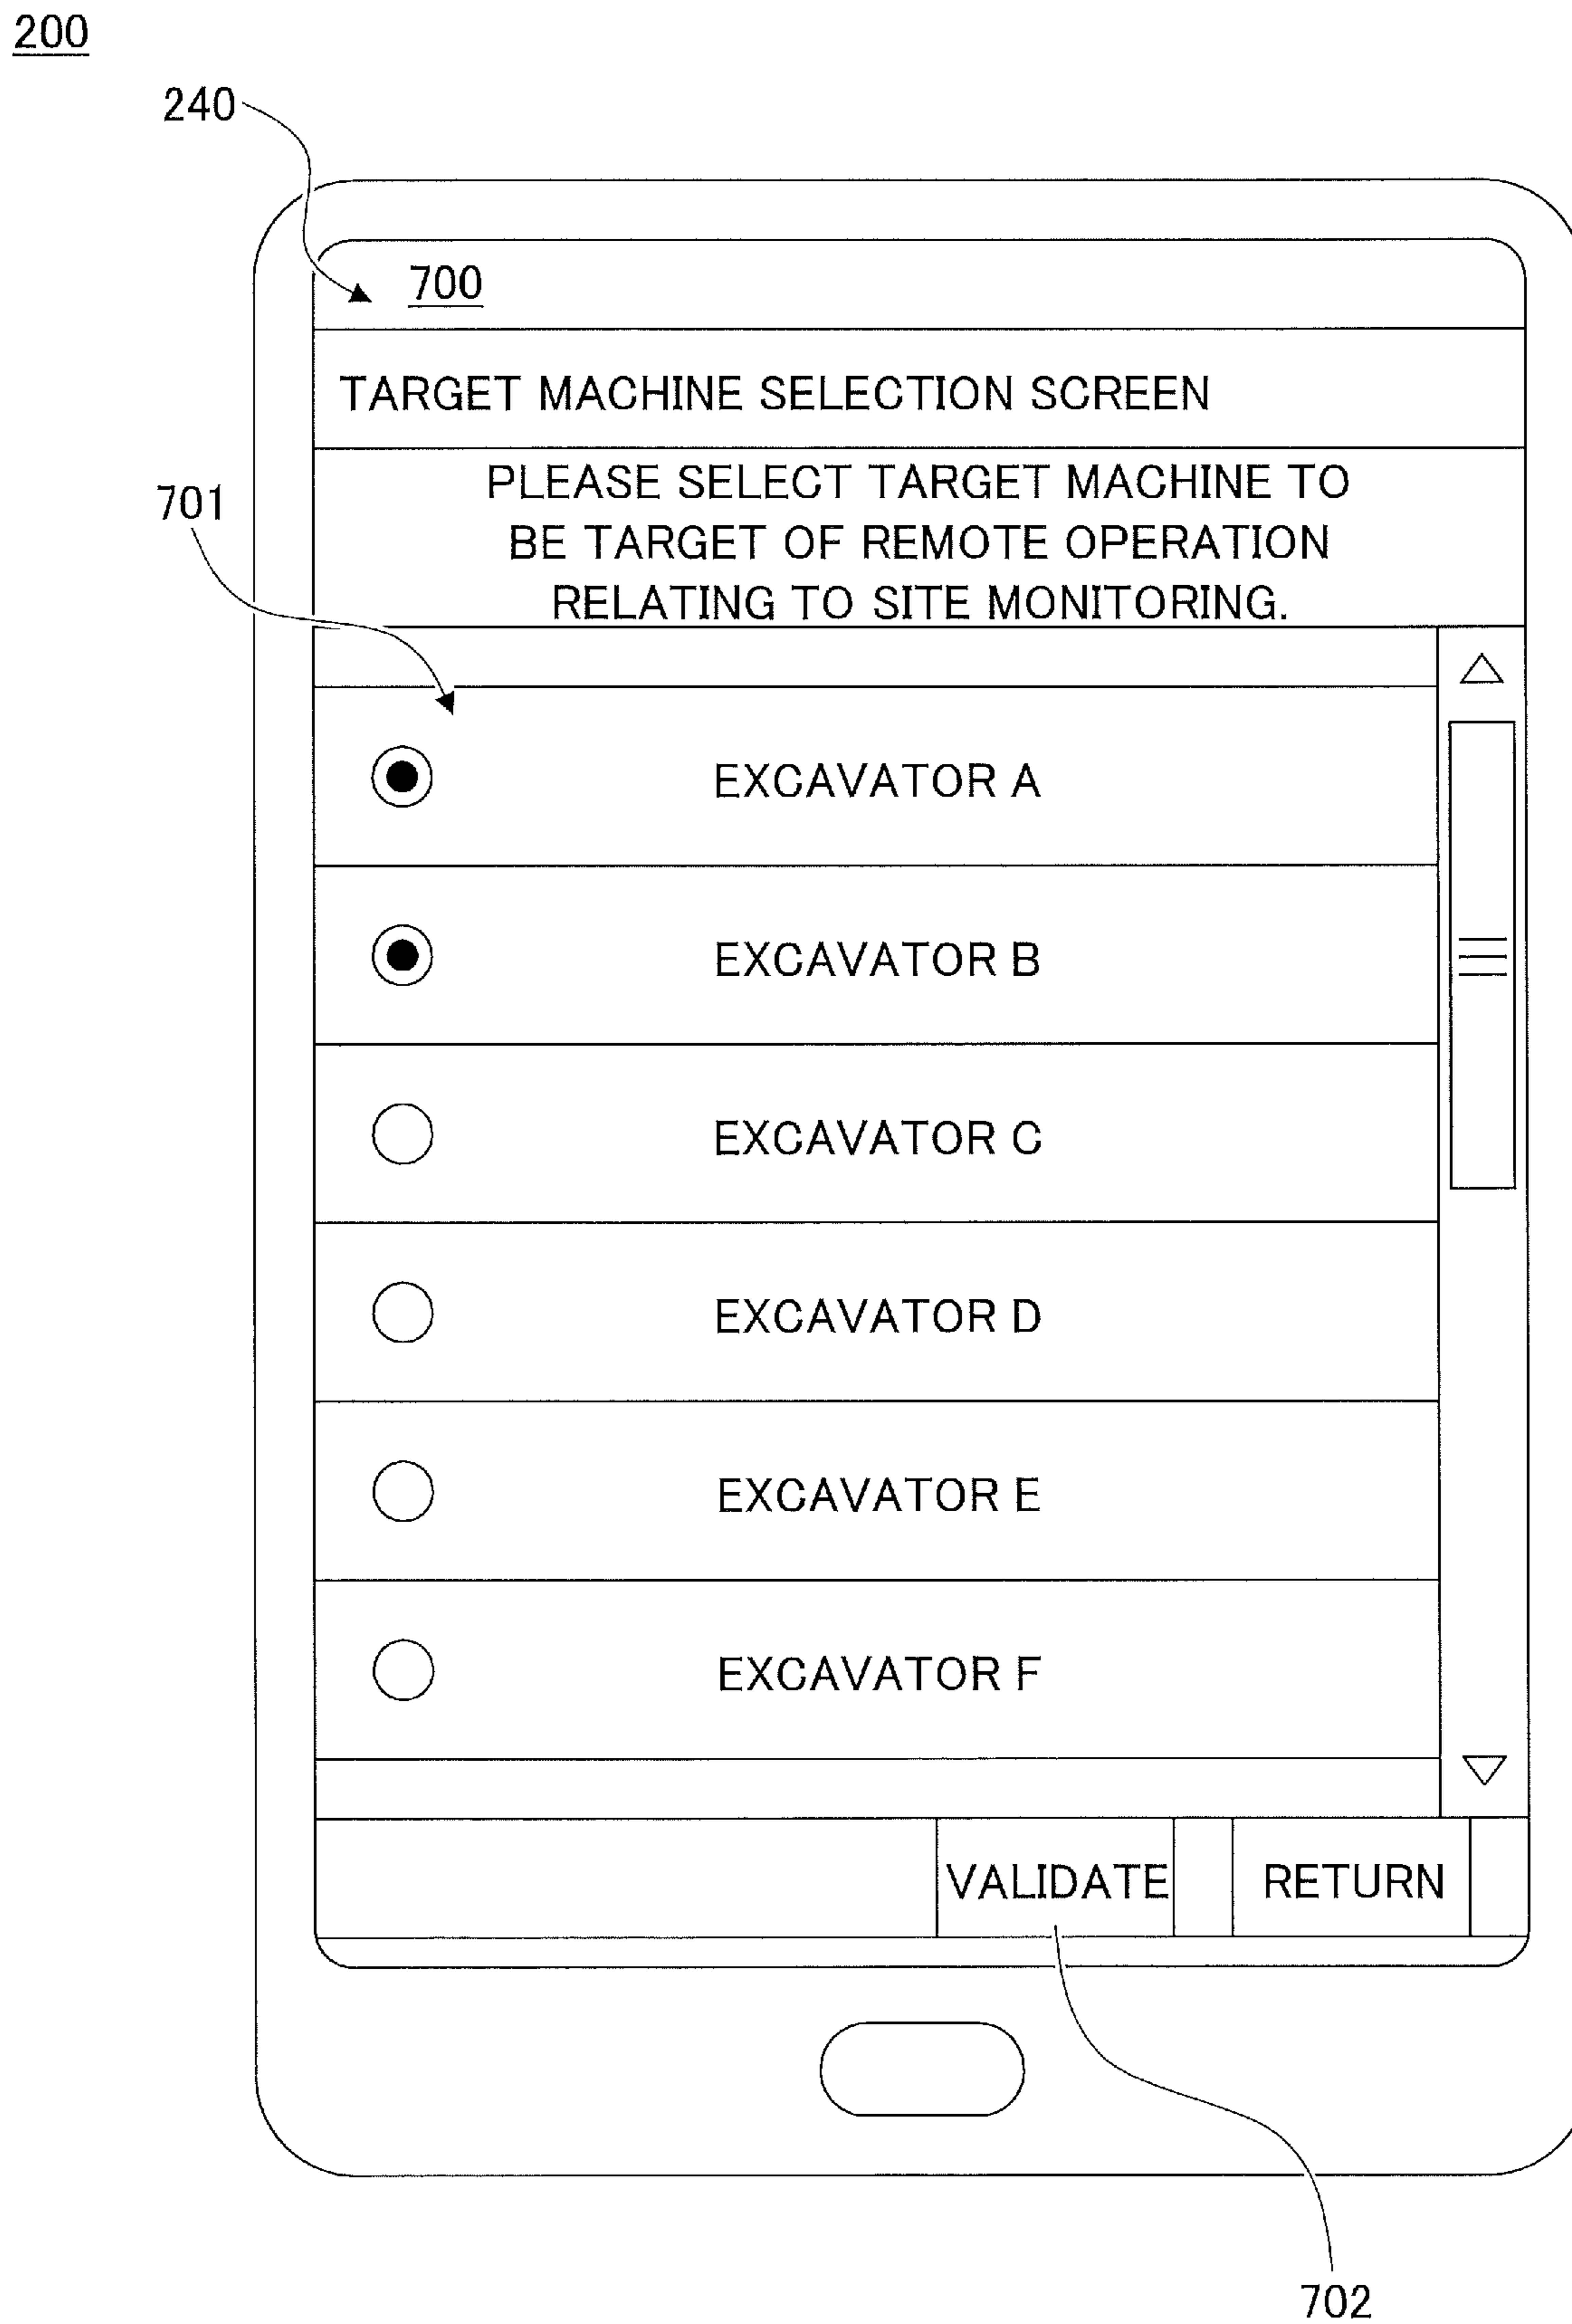 200
240
700
TARGET MACHINE SELECTION SCREEN
PLEASE SELECT TARGET MACHINE TO
BE TARGET OF REMOTE OPERATION
RELATING TO SITE MONITORING.
701
EXCAVATOR A
EXCAVATOR B
EXCAVATOR C
EXCAVATOR D
EXCAVATOR E
EXCAVATOR F
VALIDATE
RETURN
702